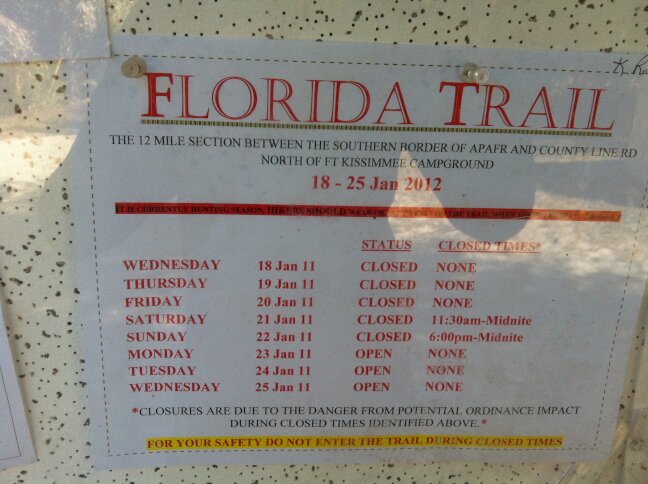 K
FLORIDA TRAIL
THE 12 MILE SECTION BETWEEN THE SOUTHERN BORDER OF APAFR AND COUNTY LINE RD
NORTH OF FT KISSIMMEE CAMPGROUND
18 - 25 Jan 2012
IT IS CURRENTLY HUNTING SEASON, HIKERS SHOULD WEAR ON THE TRAIL WHEN
STATUS CLOSED TIMES*
WEDNESDAY 18 Jan 11 CLOSED NONE
THURSDAY 19 Jan 11 CLOSED NONE
FRIDAY 20 Jan 11 CLOSED NONE
SATURDAY 21 Jan 11 CLOSED 11:30am-Midnite
SUNDAY 22 Jan 11 CLOSED 6:00pm-Midnite
MONDAY 23 Jan 11 OPEN NONE
TUESDAY 24 Jan 11 OPEN NONE
WEDNESDAY 25 Jan 11 OPEN NONE
*CLOSURES ARE DUE TO THE DANGER FROM POTENTIAL ORDINANCE IMPACT
DURING CLOSED TIMES IDENTIFIED ABOVE.*
FOR YOUR SAFETY DO NOT ENTER THE TRAIL DURING CLOSED TIMES